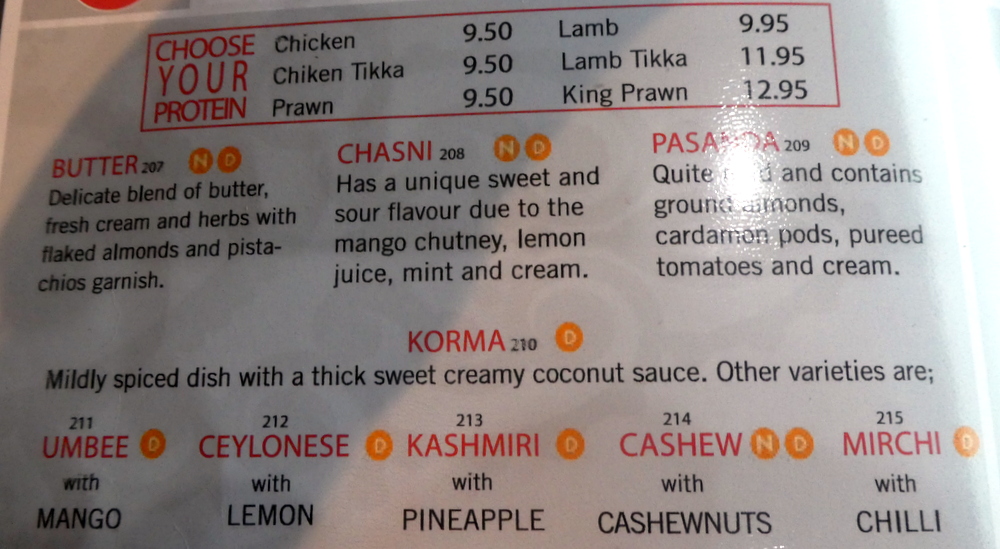 CHOOSE YOUR PROTEIN
Chicken 9.50 Lamb 9.95
Chiken Tikka 9.50 Lamb Tikka 11.95
Prawn 9.50 King Prawn 12.95
BUTTER 207 N D
Delicate blend of butter,
fresh cream and herbs with
flaked almonds and pista-
chios garnish.
CHASNI 208 N D
Has a unique sweet and
sour flavour due to the
mango chutney, lemon
juice, mint and cream.
PASANDA 209 N D
Quite and contains
ground almonds,
cardamon pods, pureed
tomatoes and cream.
KORMA 210 D
Mildly spiced dish with a thick sweet creamy coconut sauce. Other varieties are;
211 212 213 214 215
UMBEE D CEYLONESE D KASHMIRI D CASHEW N D MIRCHI D
with with with with with
MANGO LEMON PINEAPPLE CASHEWNUTS CHILLI